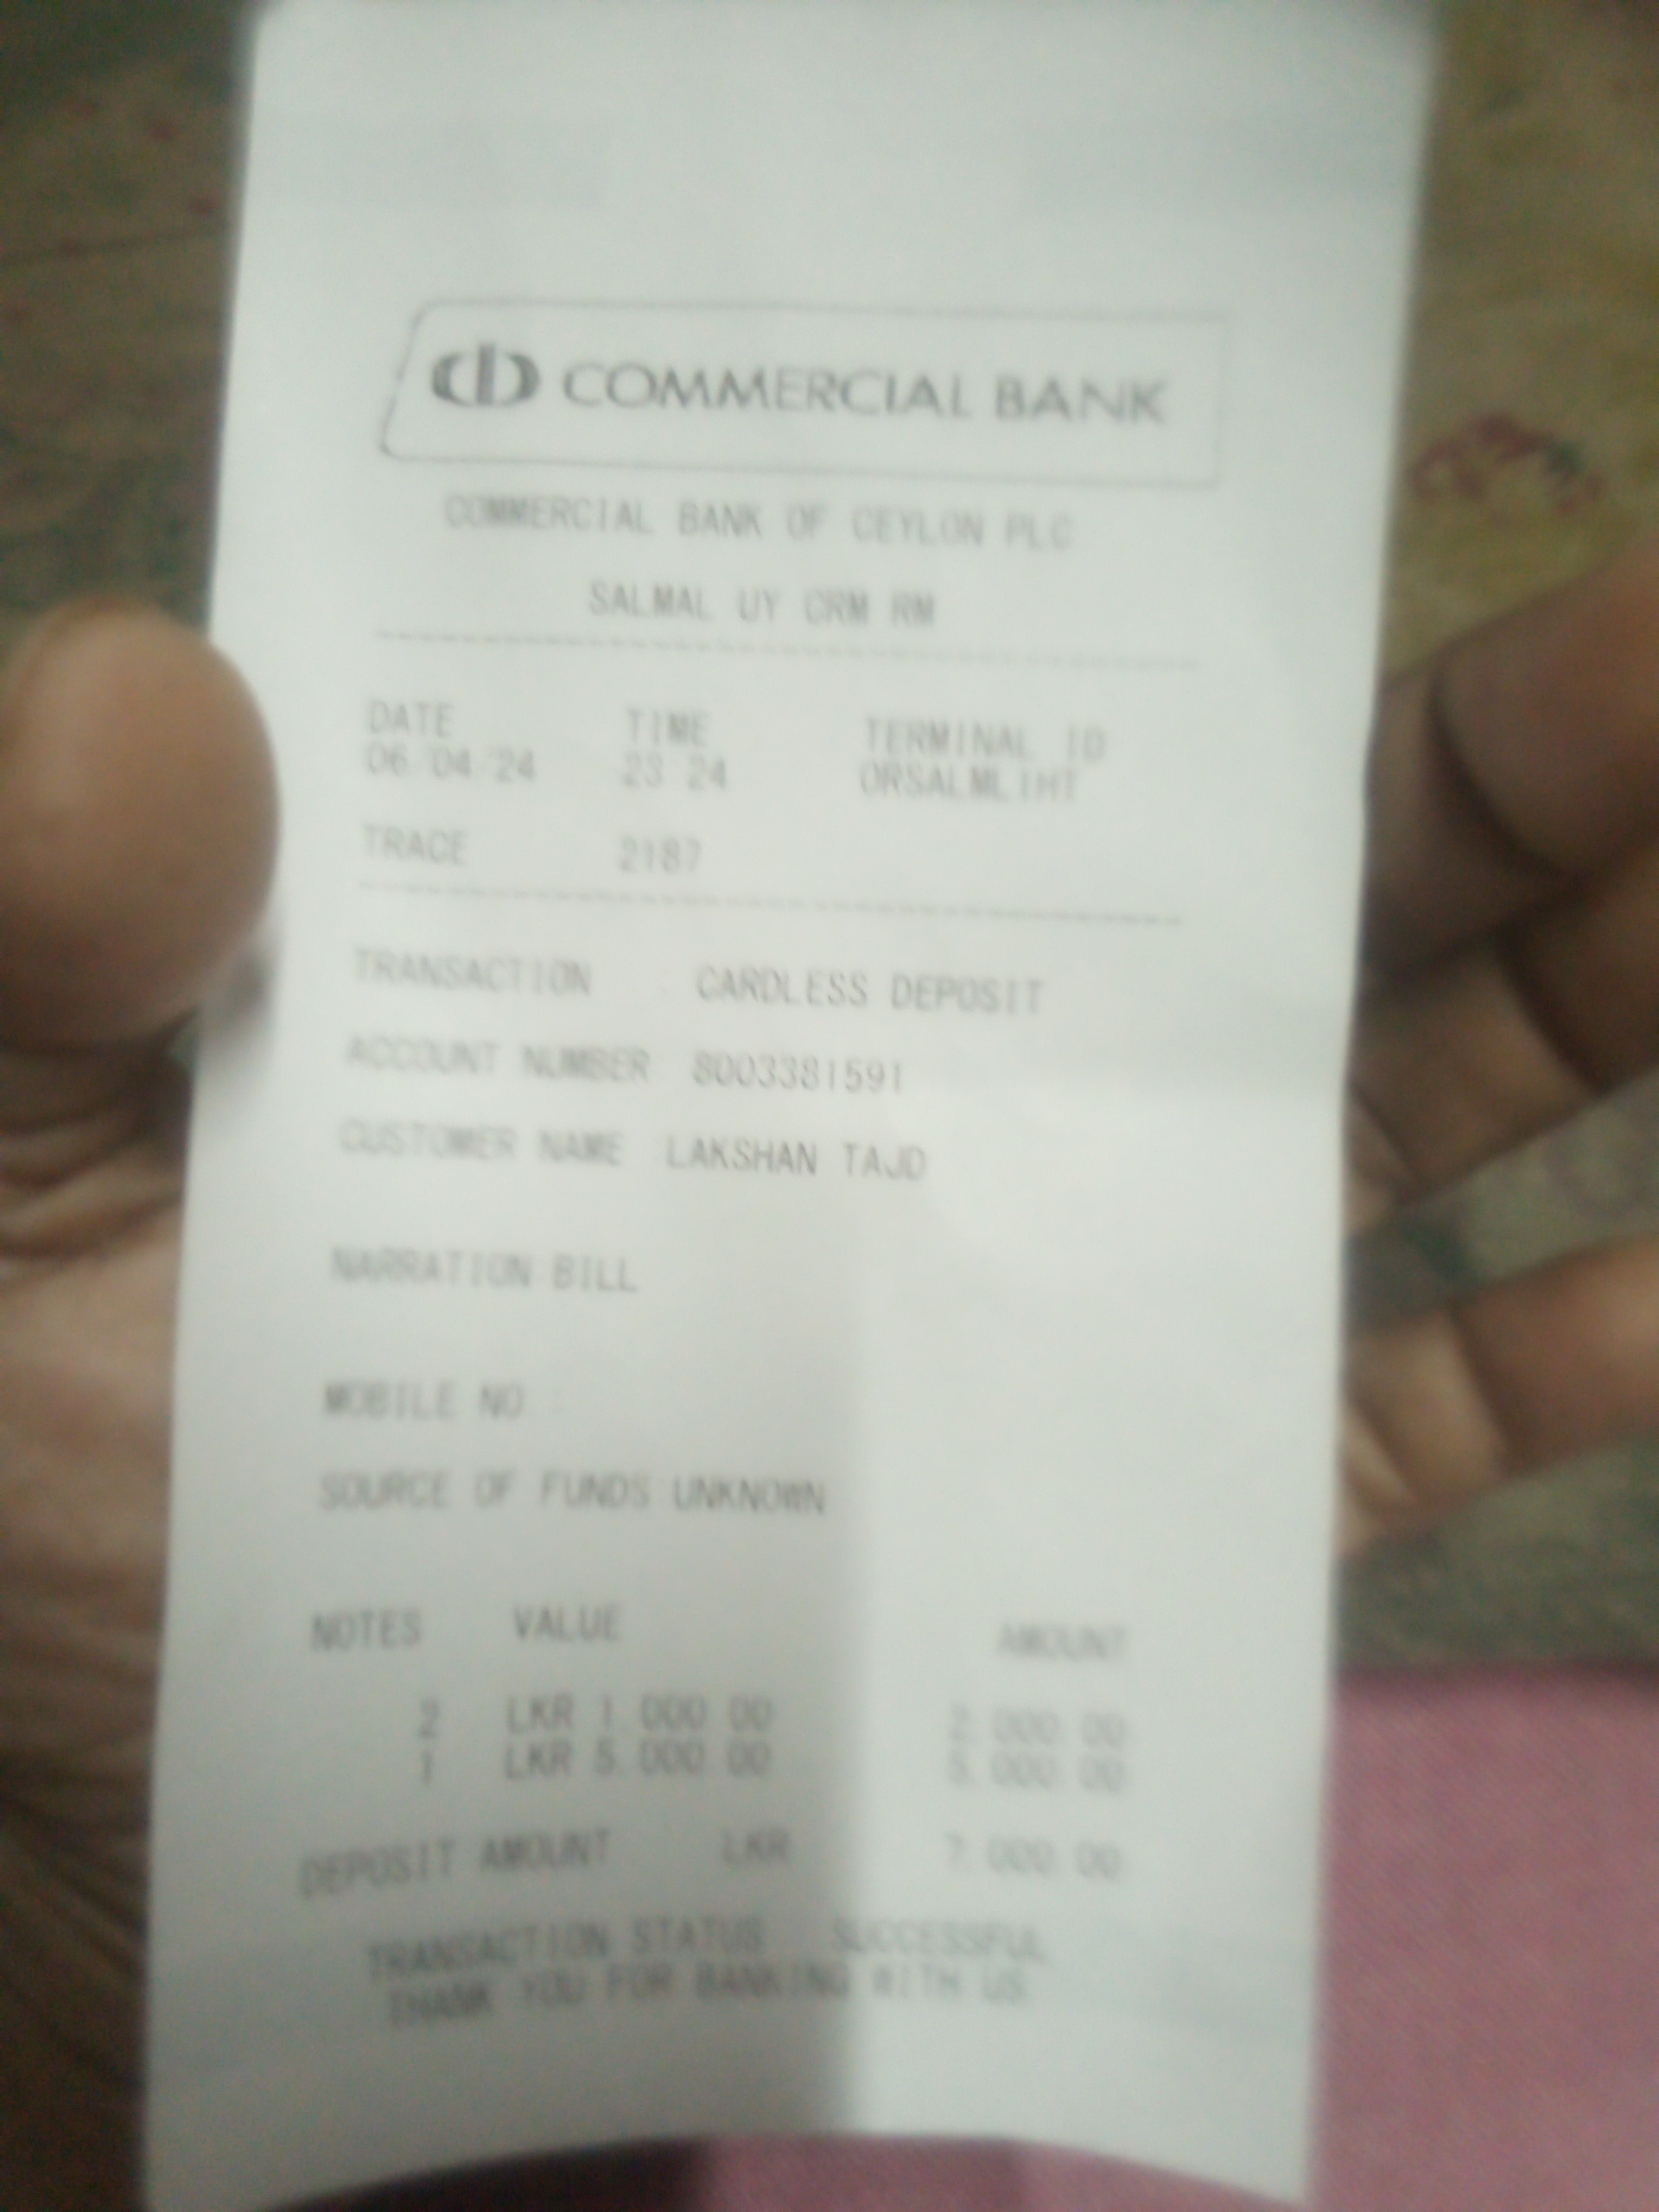 COMMERCIAL BANK
COMMERCIAL BANK OF CEYLON PLC
SALMAL UY CRM RM
DATE TIME TERMINAL ID
06/04/24 23:24 ORSALMLIHT
TRACE 2187
TRANSACTION : CARDLESS DEPOSIT
ACCOUNT NUMBER 8003381591
CUSTOMER NAME LAKSHAN TAJD
NARRATION:BILL
MOBILE NO :
SOURCE OF FUNDS:UNKNOWN
NOTES VALUE AMOUNT
2 LKR 1,000.00 2,000.00
1 LKR 5,000.00 5,000.00
DEPOSIT AMOUNT LKR 7,000.00
TRANSACTION STATUS SUCCESSFUL
THANK YOU FOR BANKING WITH US.